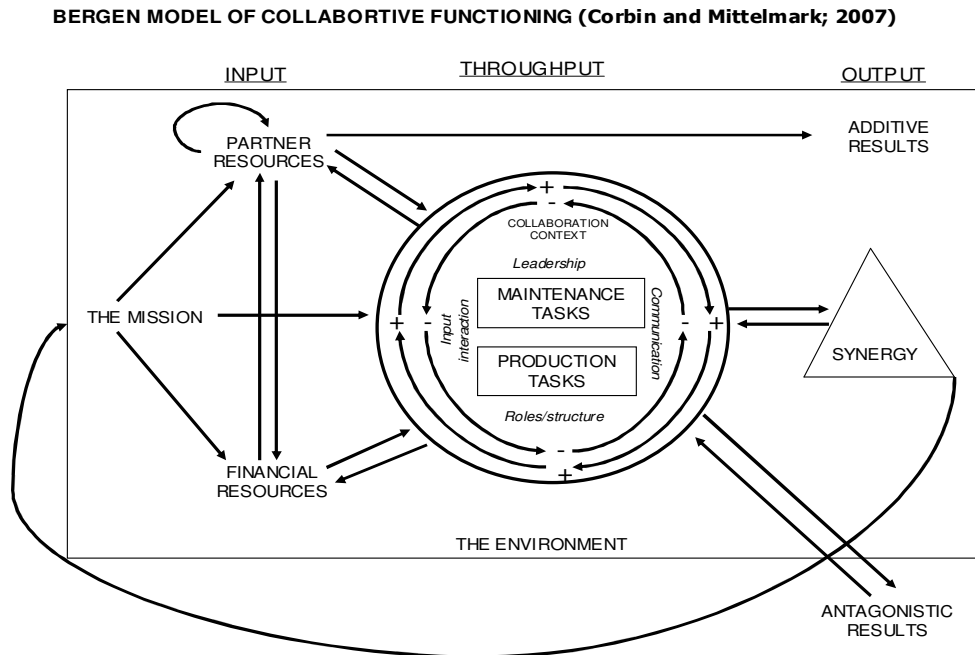 BERGEN MODEL OF COLLABORTIVE FUNCTIONING (Corbin and Mittelmark; 2007)
INPUT
THROUGHPUT
OUTPUT
PARTNER
RESOURCES
ADDITIVE
RESULTS
+
-
COLLABORATION
CONTEXT
Leadership
THE MISSION
+
-
Input
interaction
MAINTENANCE
TASKS
PRODUCTION
TASKS
Communication
-
+
SYNERGY
Roles/structure
-
+
FINANCIAL
RESOURCES
THE ENVIRONMENT
ANTAGONISTIC
RESULTS